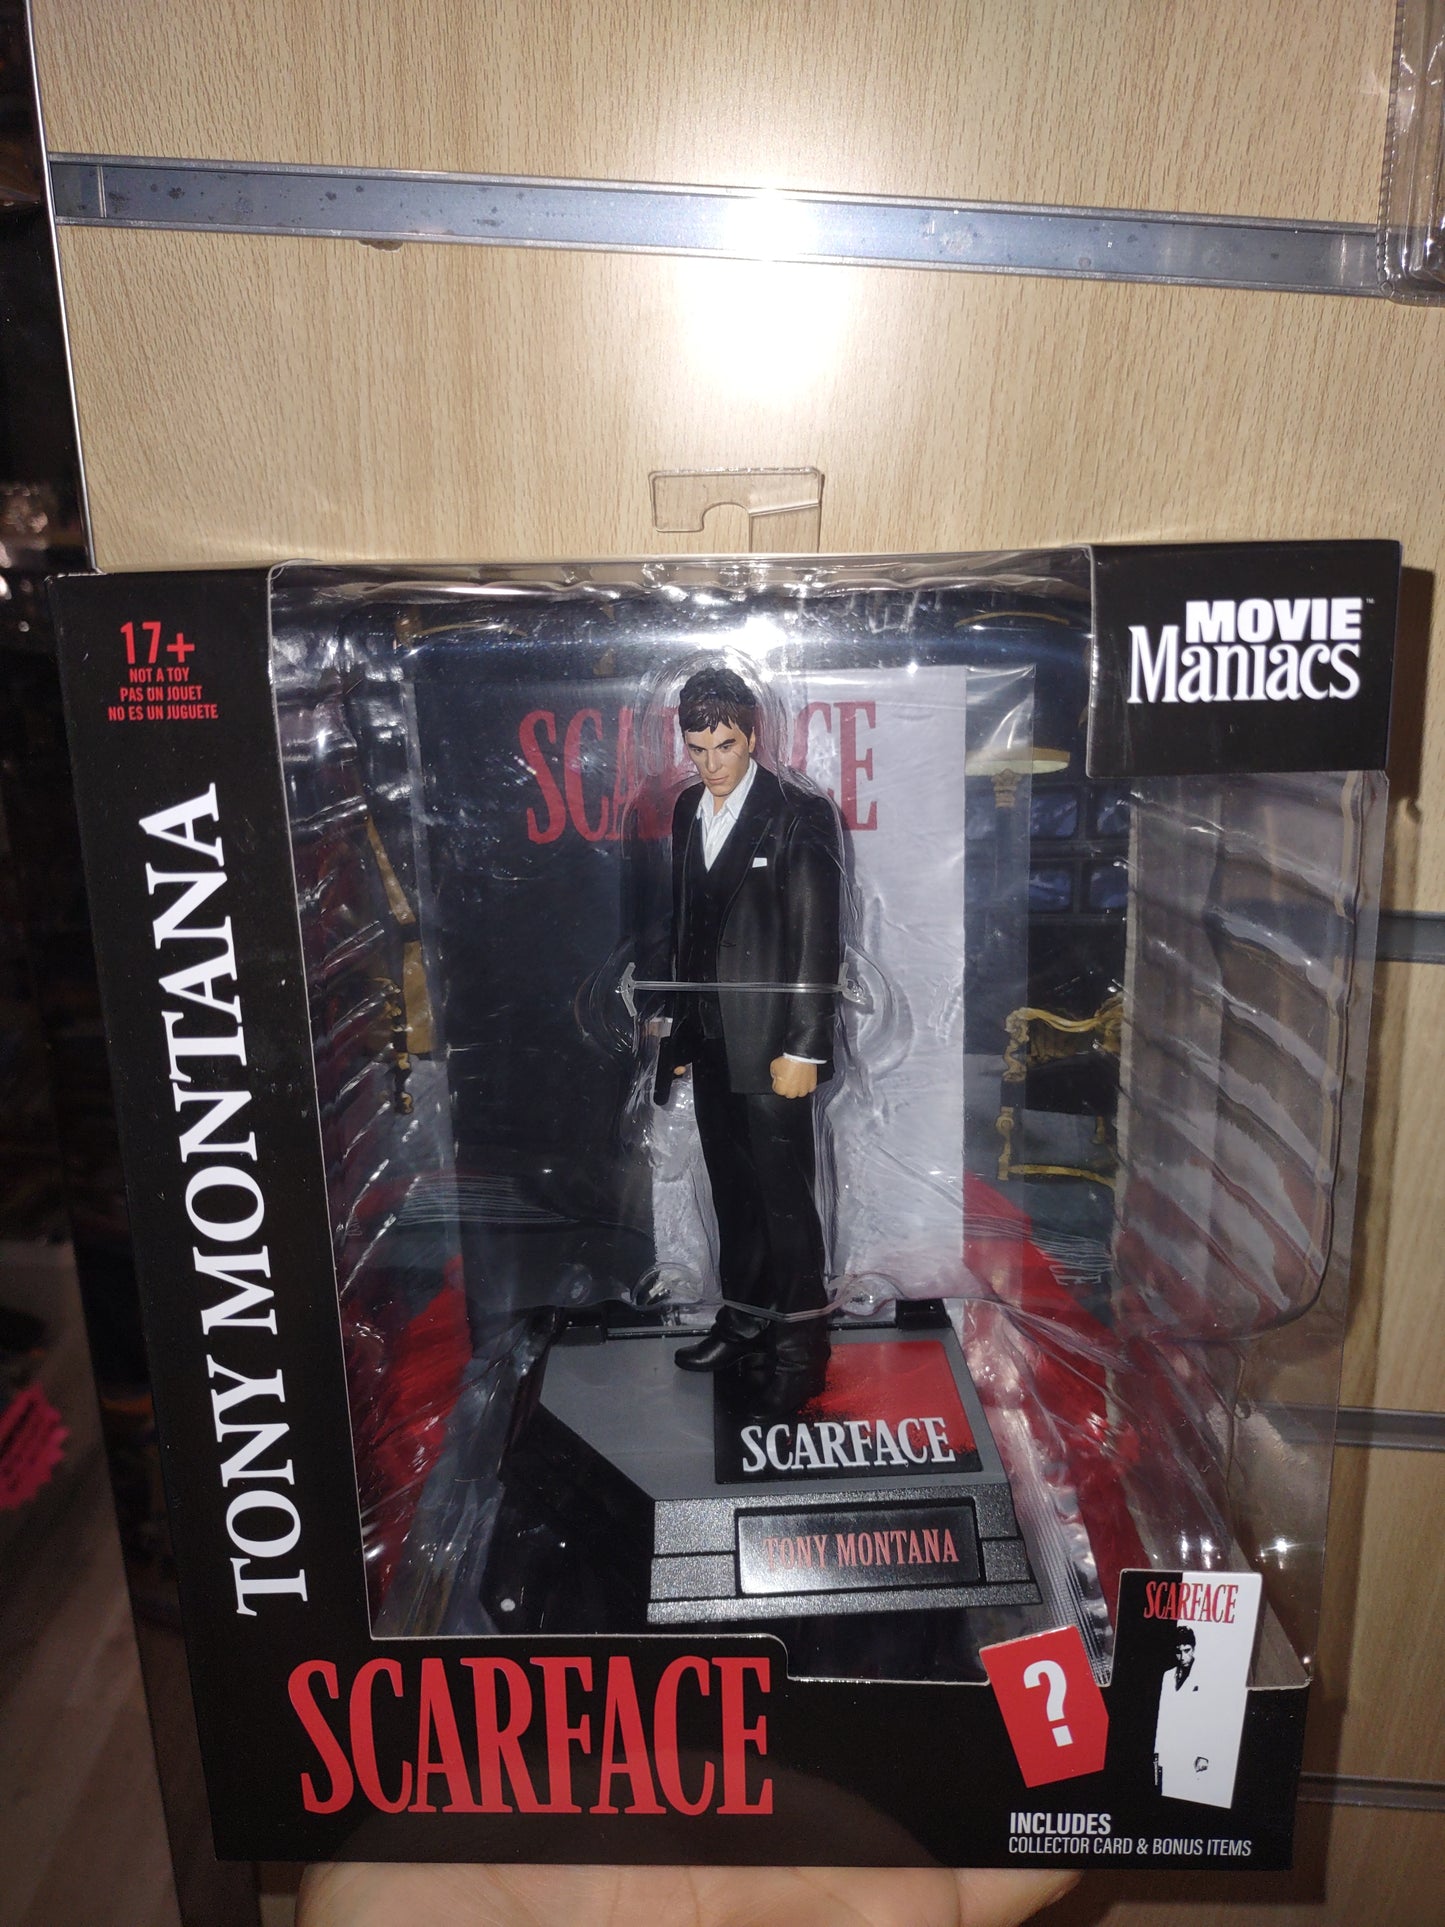 17+
NOT A TOY
PAS UN JOUET
NO ES UN JUGUETE
MOVIE
Maniacs
TONY MONTANA
SCARFACE
SCARFACE
TONY MONTANA
SCARFACE
?
SCARFACE
INCLUDES
COLLECTOR CARD & BONUS ITEMS